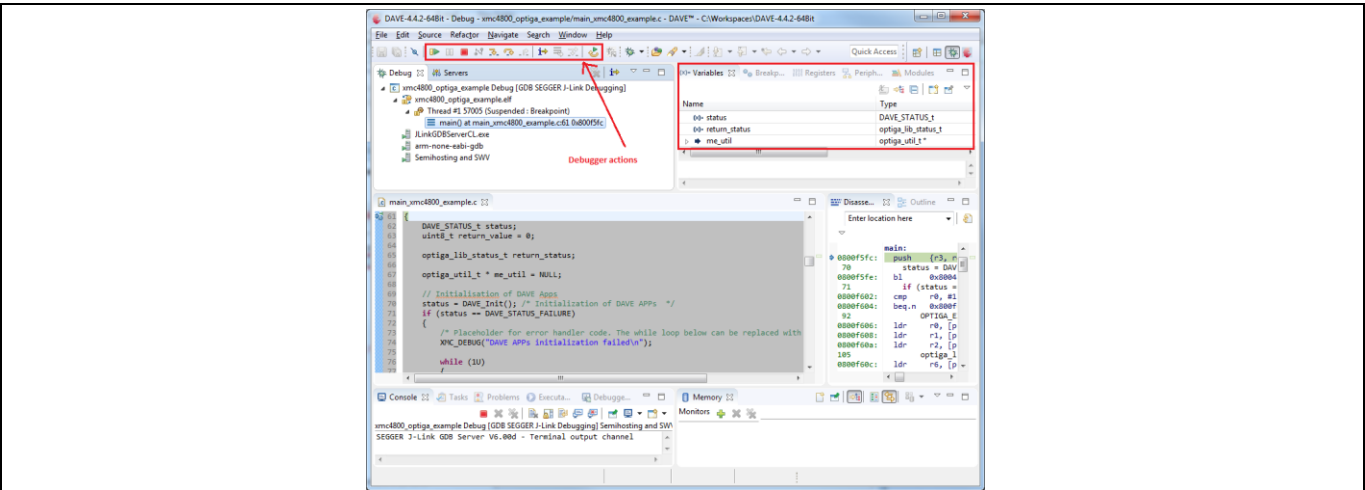 DAVE-4.4.2-64Bit - Debug - xmc4800_optiga_example/main_xmc4800_example.c - DAVE™ - C:\Workspaces\DAVE-4.4.2-64Bit
File Edit Source Refactor Navigate Search Window Help
Quick Access
Debug Servers
xmc4800_optiga_example Debug [GDB SEGGER J-Link Debugging]
xmc4800_optiga_example.elf
Thread #1 57005 (Suspended : Breakpoint)
main() at main_xmc4800_example.c:61 0x800f5fc
JLinkGDBServerCL.exe
arm-none-eabi-gdb
Semihosting and SWV
Debugger actions
(x)= Variables Breakp... Registers Periph... Modules
Name Type
(x)= status DAVE_STATUS_t
(x)= return_status optiga_lib_status_t
me_util optiga_util_t *
main_xmc4800_example.c
61 {
62 DAVE_STATUS_t status;
63 uint8_t return_value = 0;
64
65 optiga_lib_status_t return_status;
66
67 optiga_util_t * me_util = NULL;
68
69 // Initialisation of DAVE Apps
70 status = DAVE_Init(); /* Initialization of DAVE APPs */
71 if (status == DAVE_STATUS_FAILURE)
72 {
73 /* Placeholder for error handler code. The while loop below can be replaced with
74 XMC_DEBUG("DAVE APPs initialization failed\n");
75
76 while (1U)
77 {
Disasse... Outline
Enter location here
main:
0800f5fc: push {r3, r
70 status = DAV
0800f5fe: bl 0x8004
71 if (status =
0800f602: cmp r0, #1
0800f604: beq.n 0x800f
92 OPTIGA_E
0800f606: ldr r0, [p
0800f608: ldr r1, [p
0800f60a: ldr r2, [p
105 optiga_l
0800f60c: ldr r6, [p
Console Tasks Problems Executa... Debugge...
xmc4800_optiga_example Debug [GDB SEGGER J-Link Debugging] Semihosting and SWV
SEGGER J-Link GDB Server V6.00d - Terminal output channel
Memory
Monitors